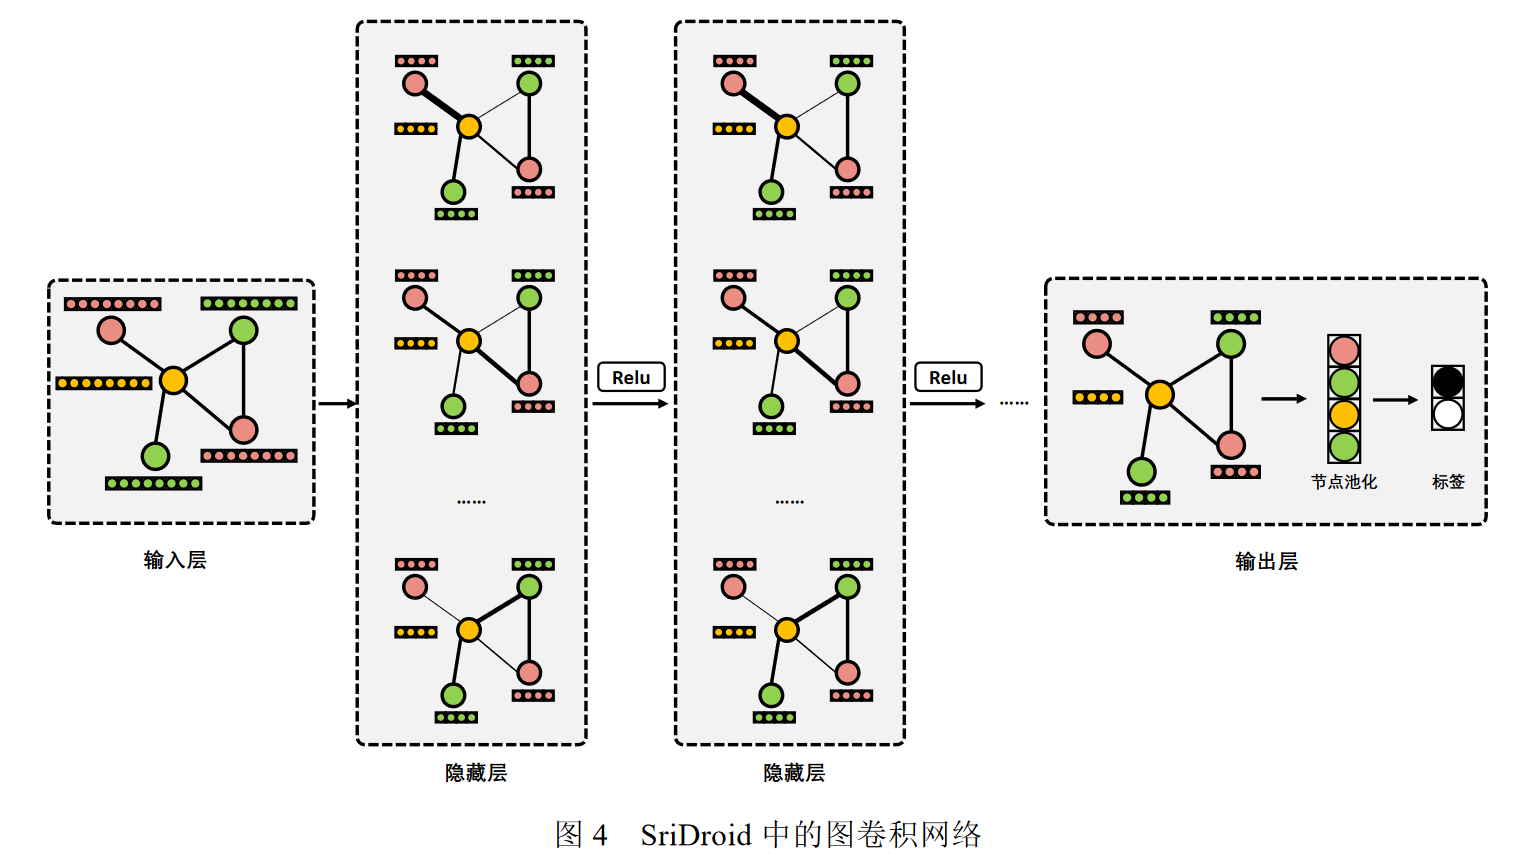 Relu
Relu
……
……
……
节点池化
标签
输入层
输出层
隐藏层
隐藏层
图 4 SriDroid 中的图卷积网络